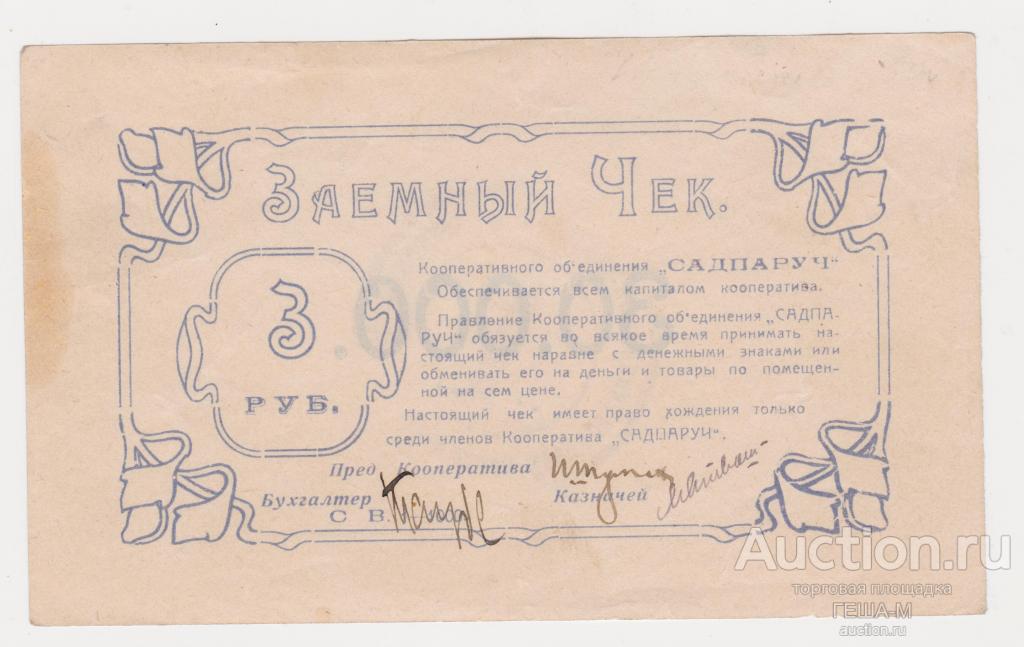 Заемный Чек.
Кооперативного об‘единения „САДПАРУЧ“
Обеспечивается всем капиталом кооператива.
Правление Кооперативного об‘единения „САДПА-
РУЧ“ обязуется во всякое время принимать на-
стоящий чек наравне с денежными знаками или
обменивать его на деньги и товары по помещен-
ной на сем цене.
Настоящий чек имеет право хождения только
среди членов Кооператива „САДПАРУЧ“.
3
РУБ.
Пред. Кооператива
Бухгалтер
Казначей
С В.
Auction.ru
торговая площадка
ГЕША-М
auction.ru